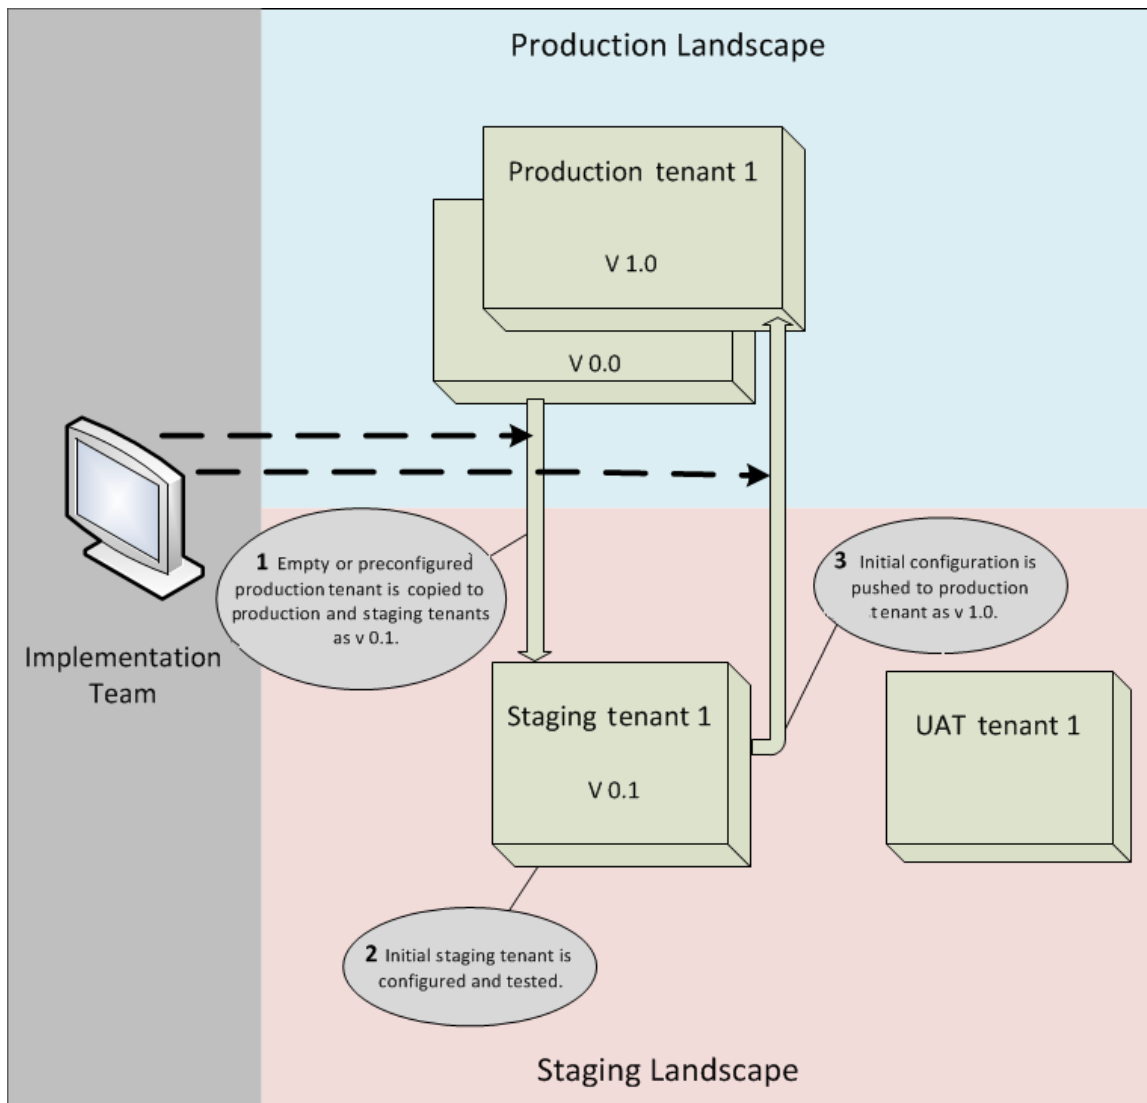 Production Landscape
Production tenant 1
V 1.0
V 0.0
1 Empty or preconfigured
production tenant is copied to
production and staging tenants
as v 0.1.
3 Initial configuration is
pushed to production
tenant as v 1.0.
Implementation
Team
Staging tenant 1
V 0.1
UAT tenant 1
2 Initial staging tenant is
configured and tested.
Staging Landscape